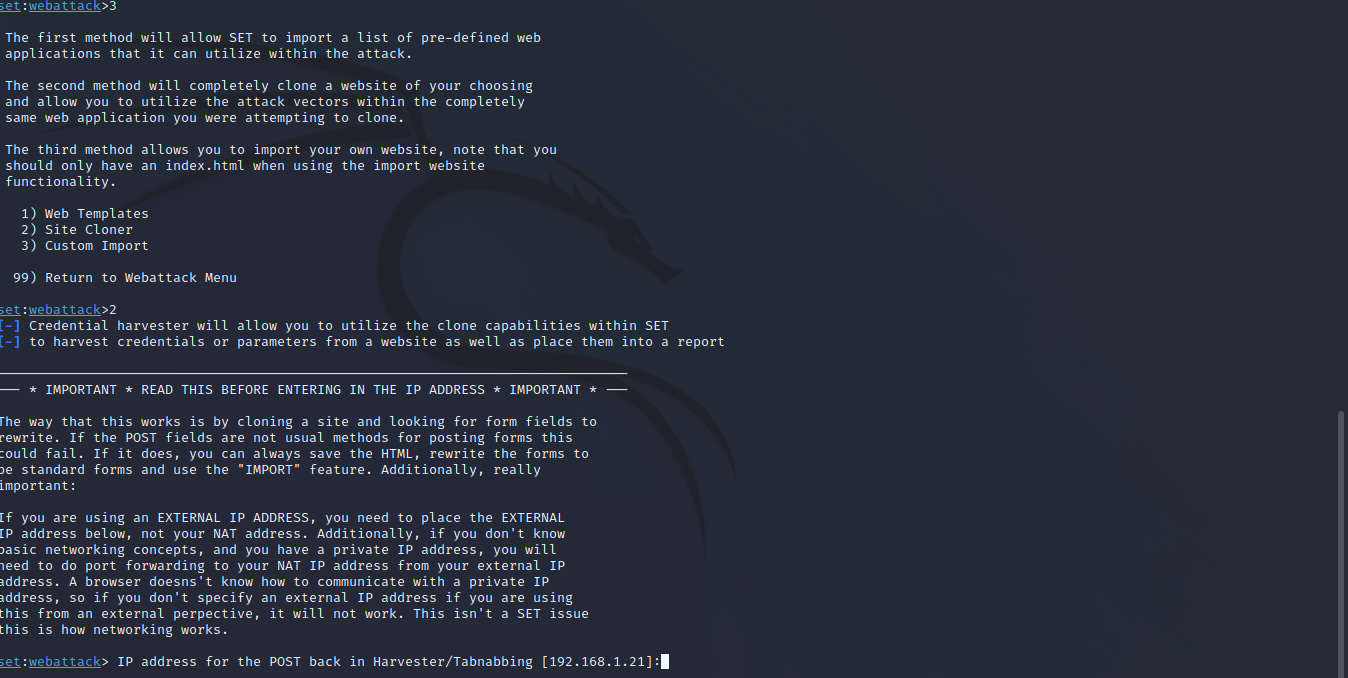 set:webattack>3
The first method will allow SET to import a list of pre-defined web
applications that it can utilize within the attack.
The second method will completely clone a website of your choosing
and allow you to utilize the attack vectors within the completely
same web application you were attempting to clone.
The third method allows you to import your own website, note that you
should only have an index.html when using the import website
functionality.
1) Web Templates
2) Site Cloner
3) Custom Import
99) Return to Webattack Menu
set:webattack>2
[-] Credential harvester will allow you to utilize the clone capabilities within SET
[-] to harvest credentials or parameters from a website as well as place them into a report
--- * IMPORTANT * READ THIS BEFORE ENTERING IN THE IP ADDRESS * IMPORTANT * ---
The way that this works is by cloning a site and looking for form fields to
rewrite. If the POST fields are not usual methods for posting forms this
could fail. If it does, you can always save the HTML, rewrite the forms to
be standard forms and use the "IMPORT" feature. Additionally, really
important:
If you are using an EXTERNAL IP ADDRESS, you need to place the EXTERNAL
IP address below, not your NAT address. Additionally, if you don't know
basic networking concepts, and you have a private IP address, you will
need to do port forwarding to your NAT IP address from your external IP
address. A browser doesns't know how to communicate with a private IP
address, so if you don't specify an external IP address if you are using
this from an external perpective, it will not work. This isn't a SET issue
this is how networking works.
set:webattack> IP address for the POST back in Harvester/Tabnabbing [192.168.1.21]: